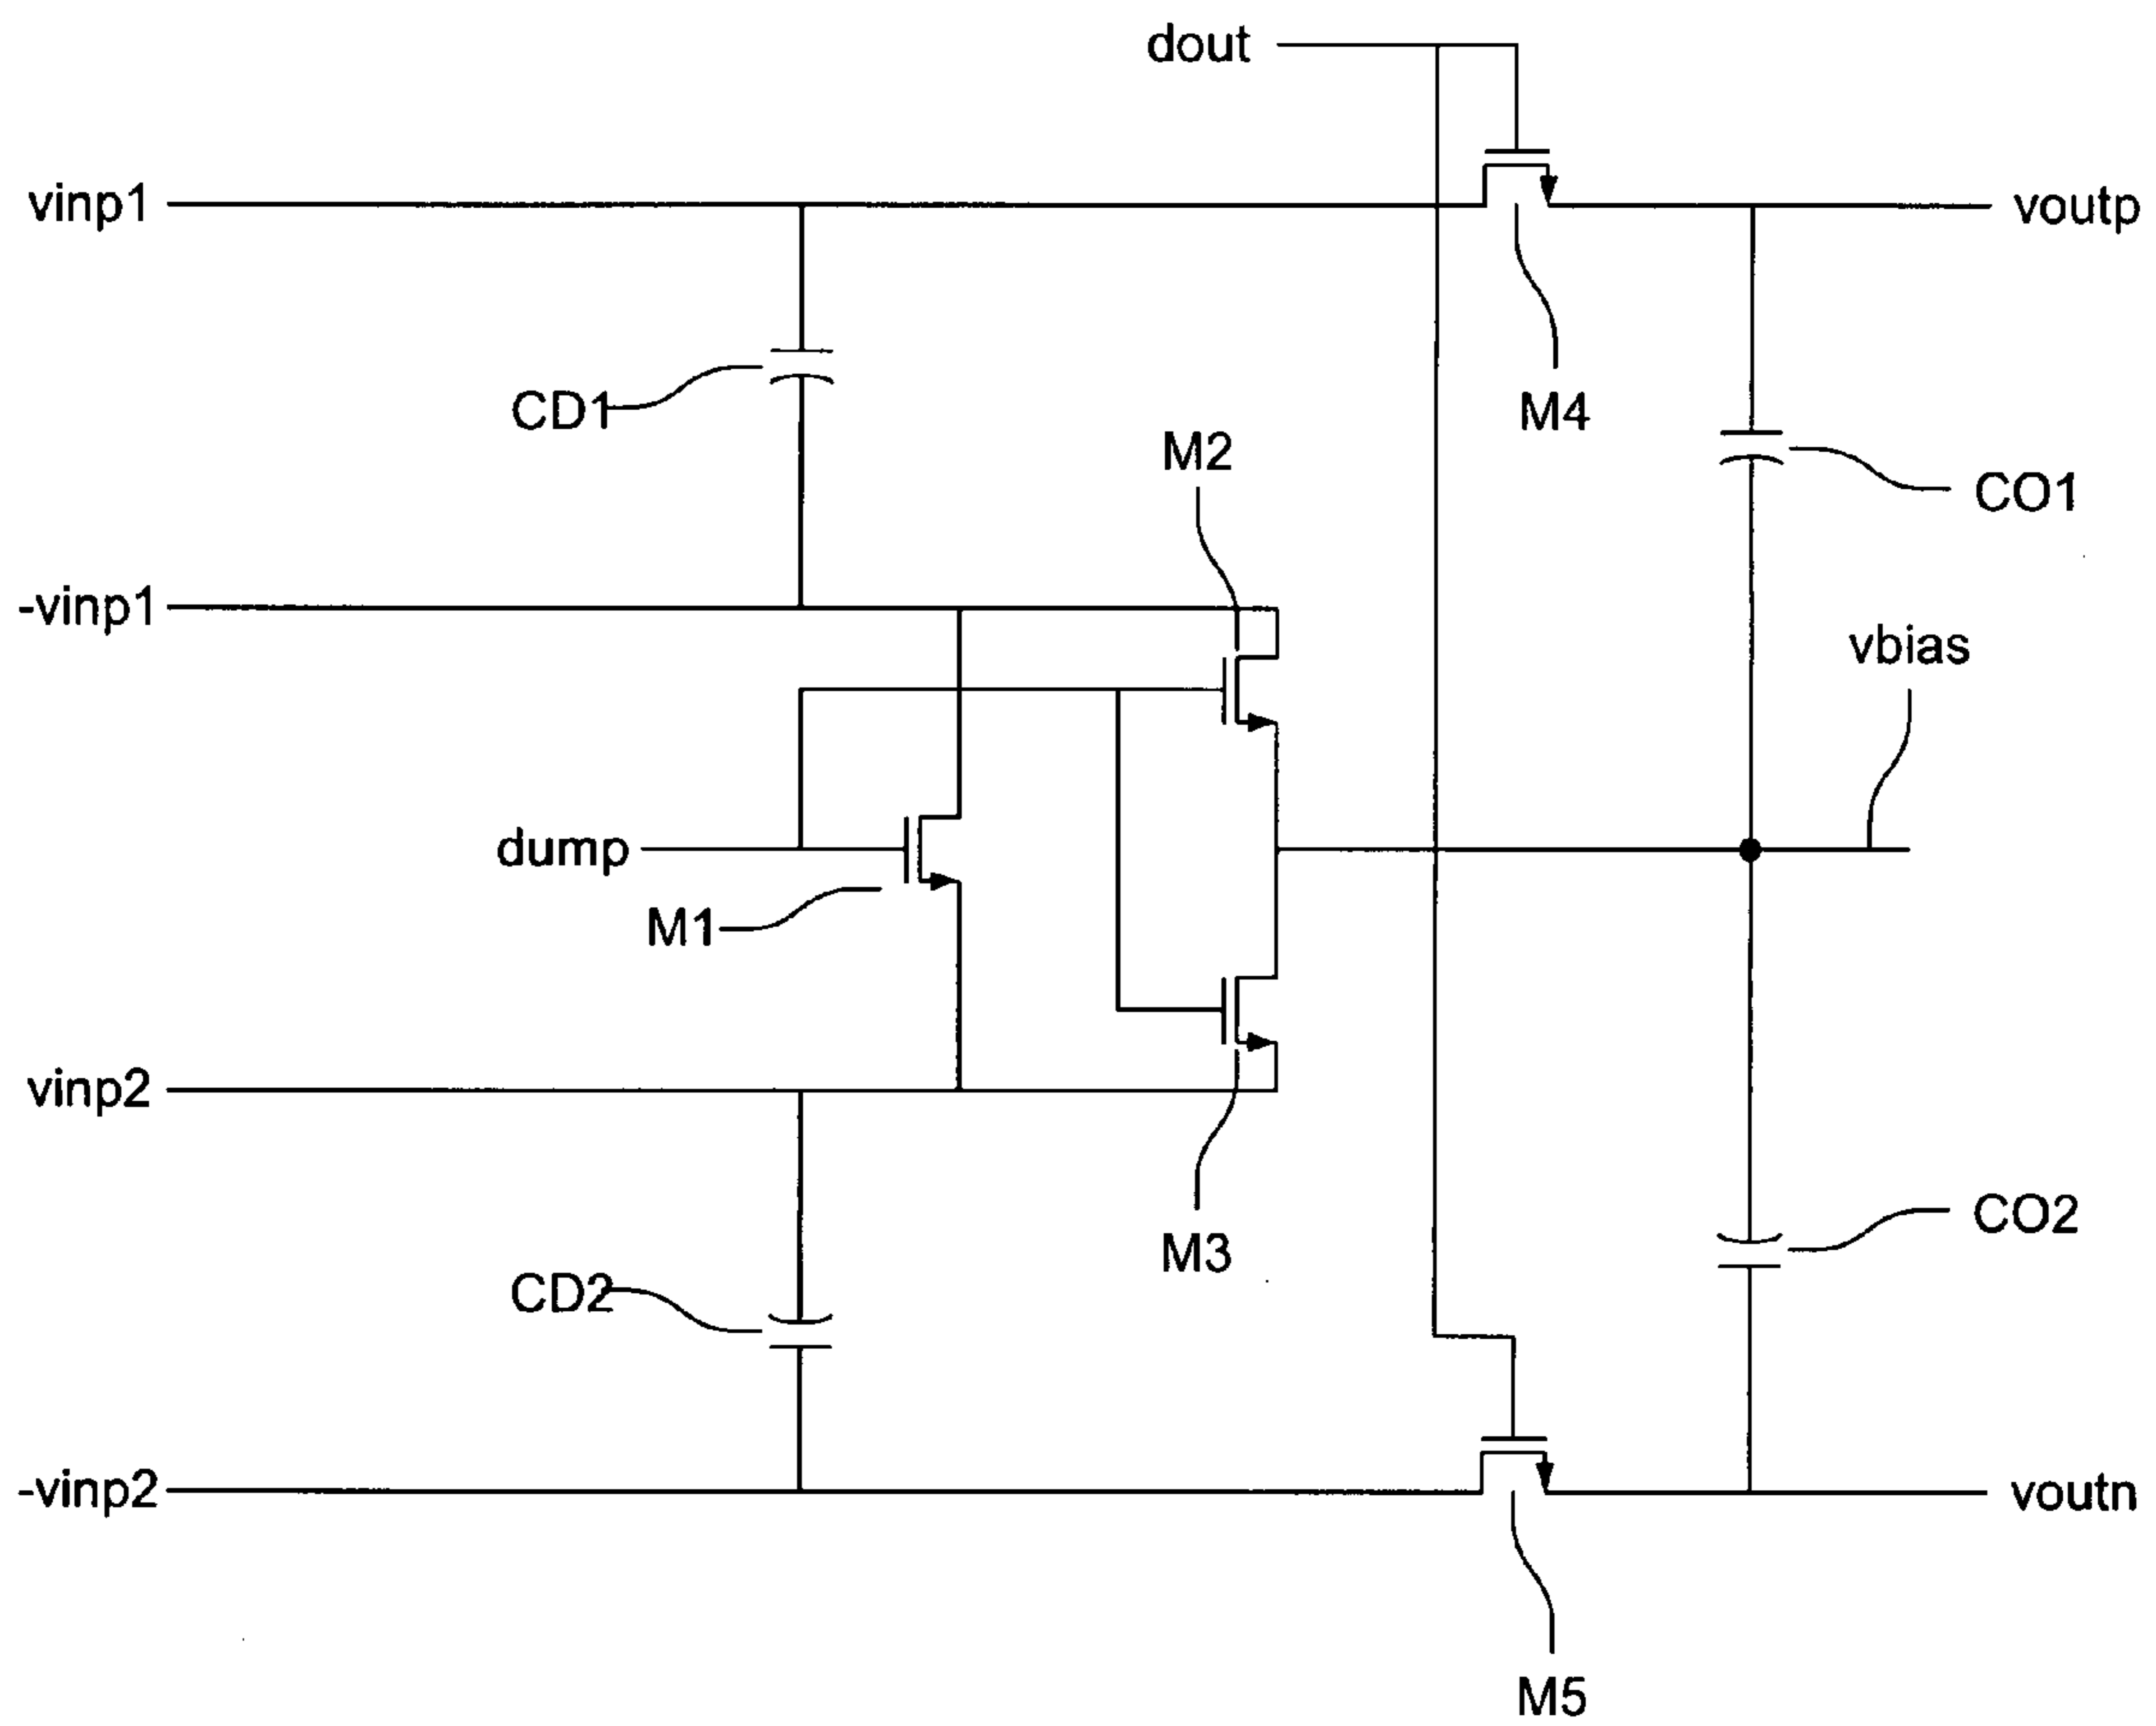 dout
vinp1
voutp
CD1
M4
M2
CO1
-vinp1
vbias
dump
M1
vinp2
CO2
M3
CD2
-vinp2
voutn
M5